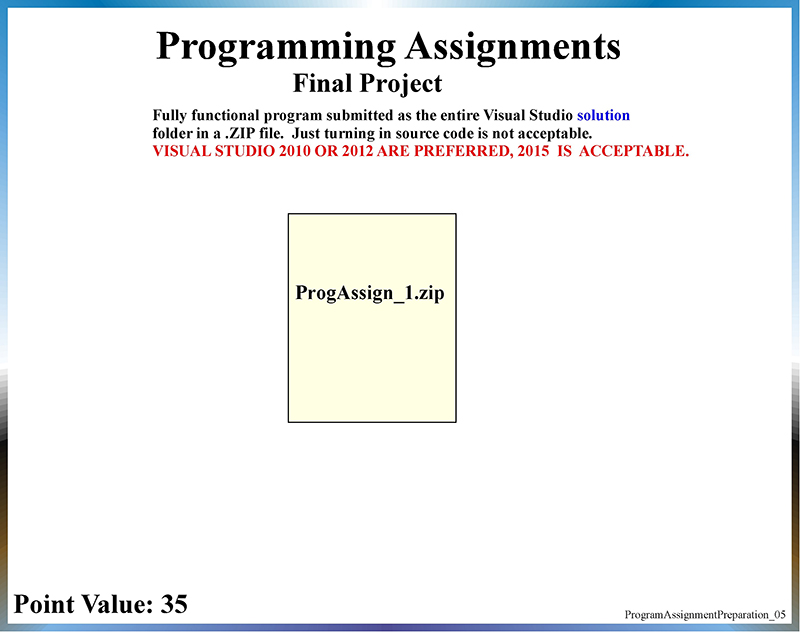 Programming Assignments
Final Project
Fully functional program submitted as the entire Visual Studio solution
folder in a .ZIP file.  Just turning in source code is not acceptable.
VISUAL STUDIO 2010 OR 2012 ARE PREFERRED, 2015  IS  ACCEPTABLE.
ProgAssign_1.zip
Point Value: 35
ProgramAssignmentPreparation_05